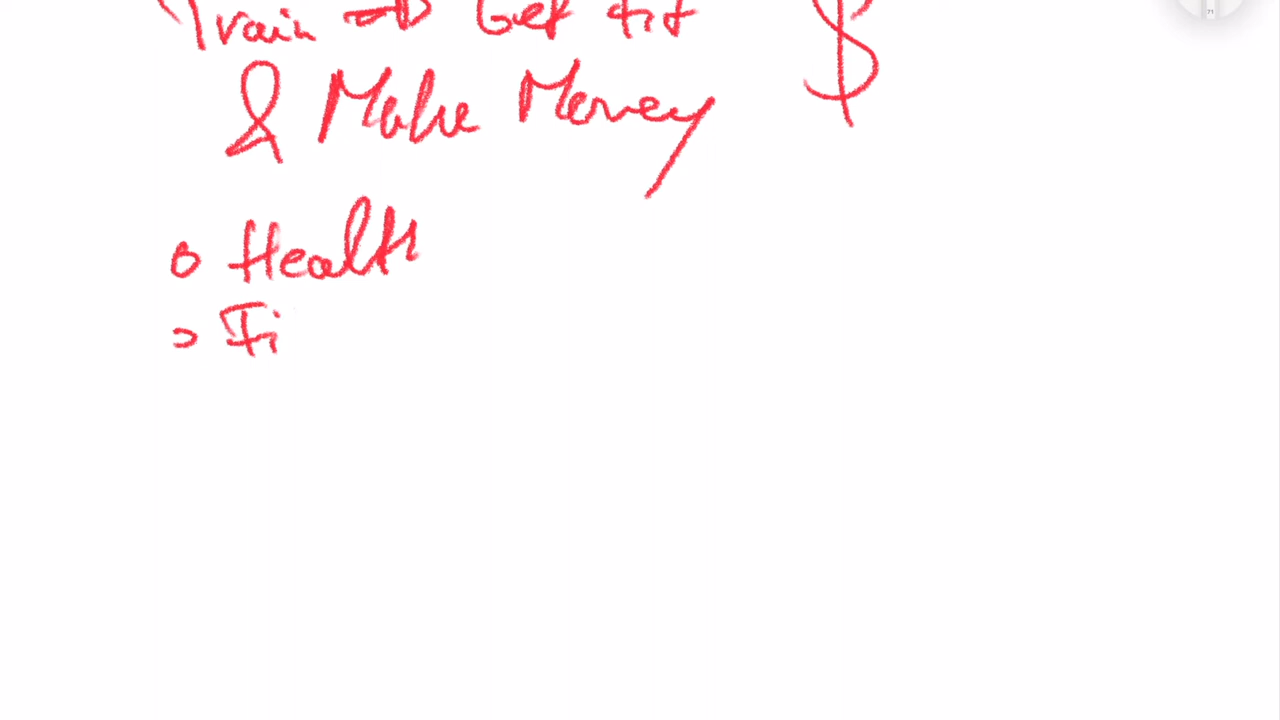 Train → Get Fit $
& Make Money
o Health
o Fi